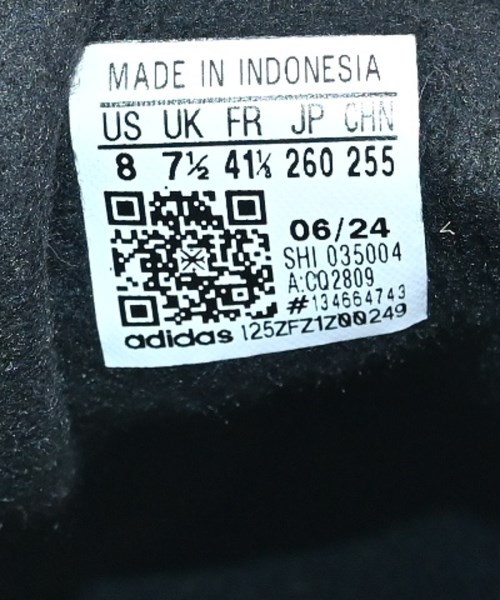 MADE IN INDONESIA
US UK FR JP CHN
8 7½ 41⅓ 260 255
06/24
SHI 035004
A:CQ2809
#134664743
adidas 125ZFZ1Z00249